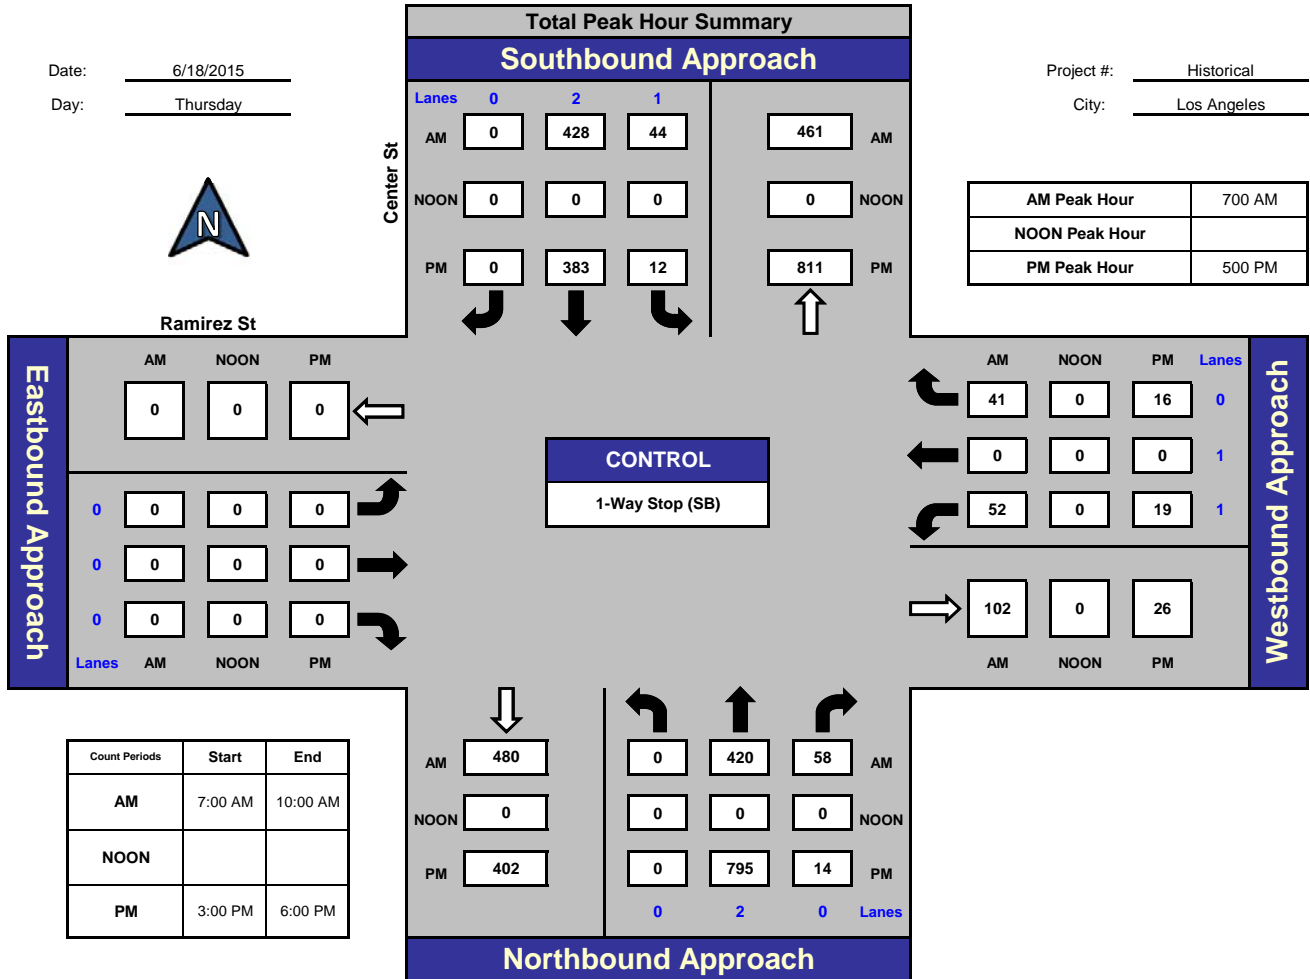 Total Peak Hour Summary
Southbound Approach
Date: 6/18/2015
Day: Thursday
Project #: Historical
City: Los Angeles
N
Center St
Lanes 0 2 1
AM 0 428 44 461 AM
NOON 0 0 0 0 NOON
PM 0 383 12 811 PM
AM Peak Hour 700 AM
NOON Peak Hour
PM Peak Hour 500 PM
Ramirez St
Eastbound Approach
AM NOON PM
0 0 0
0 0 0 0
0 0 0 0
0 0 0 0
Lanes AM NOON PM
CONTROL
1-Way Stop (SB)
AM NOON PM Lanes
41 0 16 0
0 0 0 1
52 0 19 1
102 0 26
AM NOON PM
Westbound Approach
Count Periods Start End
AM 7:00 AM 10:00 AM
NOON
PM 3:00 PM 6:00 PM
AM 480 0 420 58 AM
NOON 0 0 0 0 NOON
PM 402 0 795 14 PM
0 2 0 Lanes
Northbound Approach